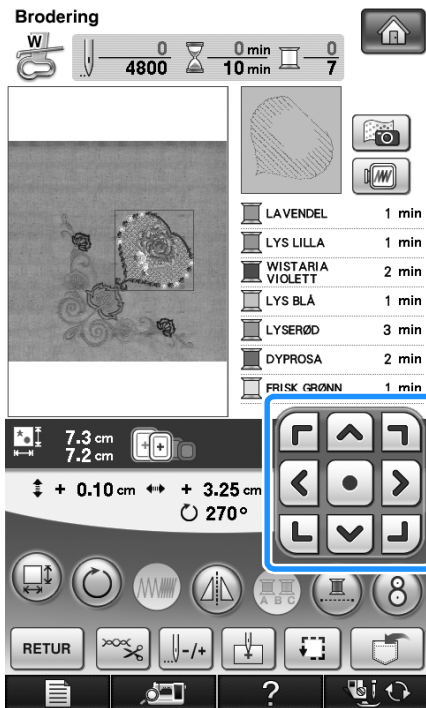 Brodering
W
0
4800
0 min
10 min
0
7
LAVENDEL 1 min
LYS LILLA 1 min
WISTARIA
VIOLETT 2 min
LYS BLÅ 1 min
LYSERØD 3 min
DYPROSA 2 min
FRISK GRØNN 1 min
7.3 cm
7.2 cm
+ 0.10 cm + 3.25 cm
270°
A B C
8
RETUR
-/+
?